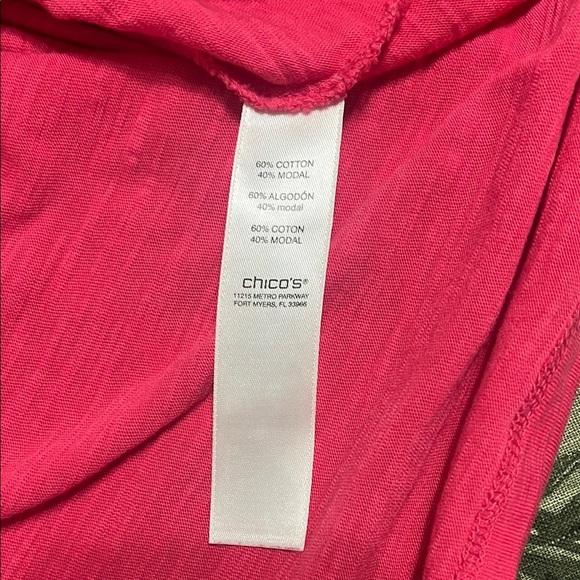 60% COTTON
40% MODAL
60% ALGODÓN
40% modal
60% COTON
40% MODAL
chico's®
11215 METRO PARKWAY
FORT MYERS, FL 33966